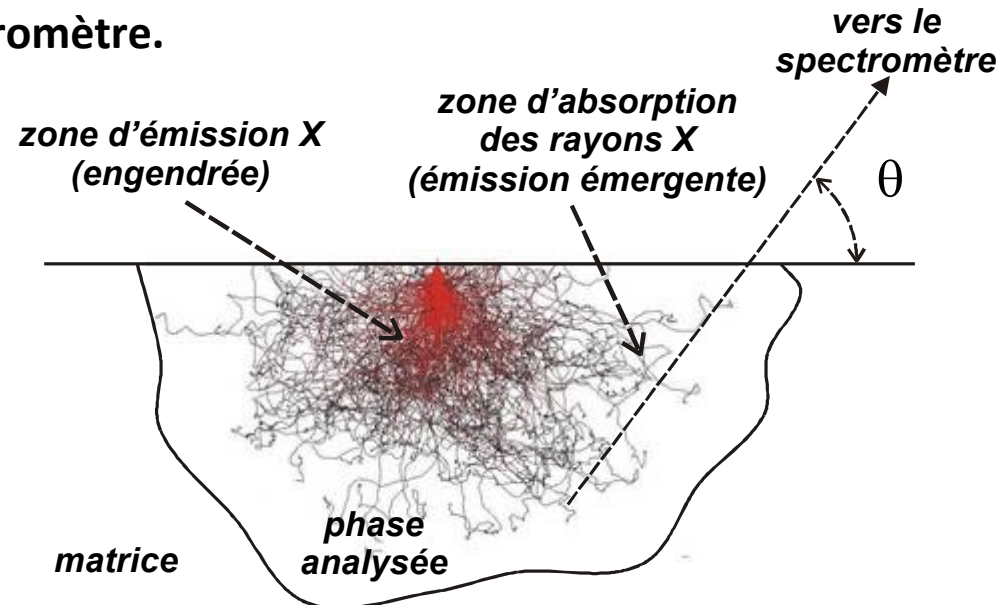 romètre.
vers le
spectromètre
zone d'absorption
des rayons X
(émission émergente)
zone d'émission X
(engendrée)
θ
phase
analysée
matrice